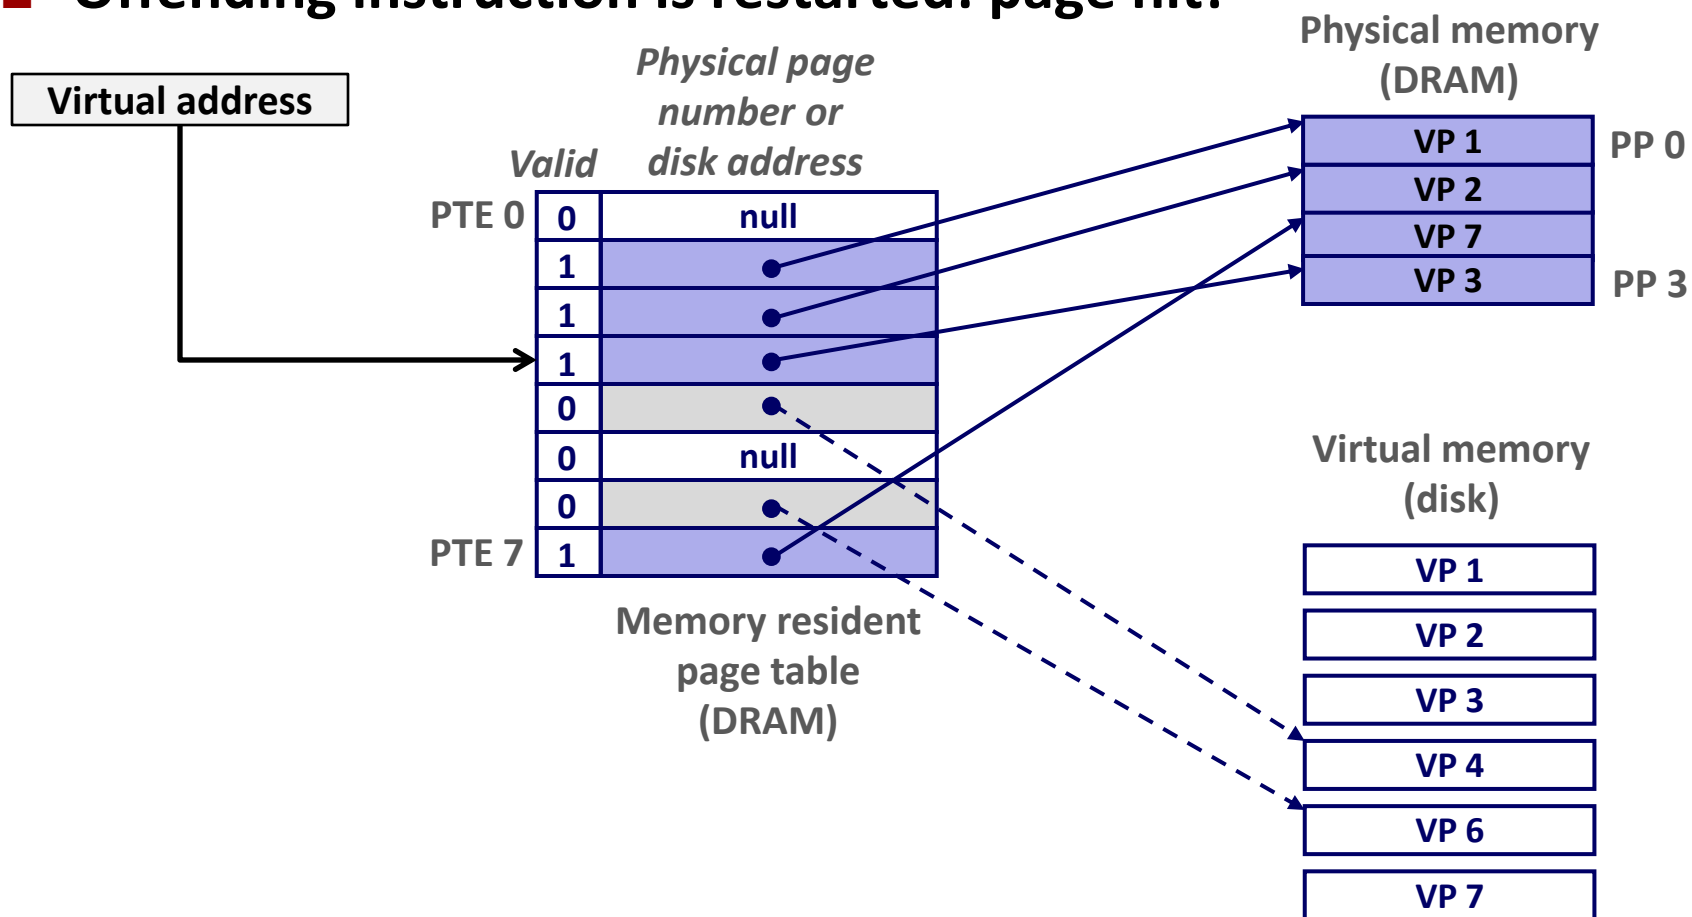 Offending instruction is restarted: page hit!
Physical memory
(DRAM)
Physical page
number or
disk address
Virtual address
Valid
VP 1
PP 0
VP 2
VP 7
VP 3
PP 3
PTE 0
0
null
1
1
1
0
0
null
0
PTE 7
1
Memory resident
page table
(DRAM)
Virtual memory
(disk)
VP 1
VP 2
VP 3
VP 4
VP 6
VP 7